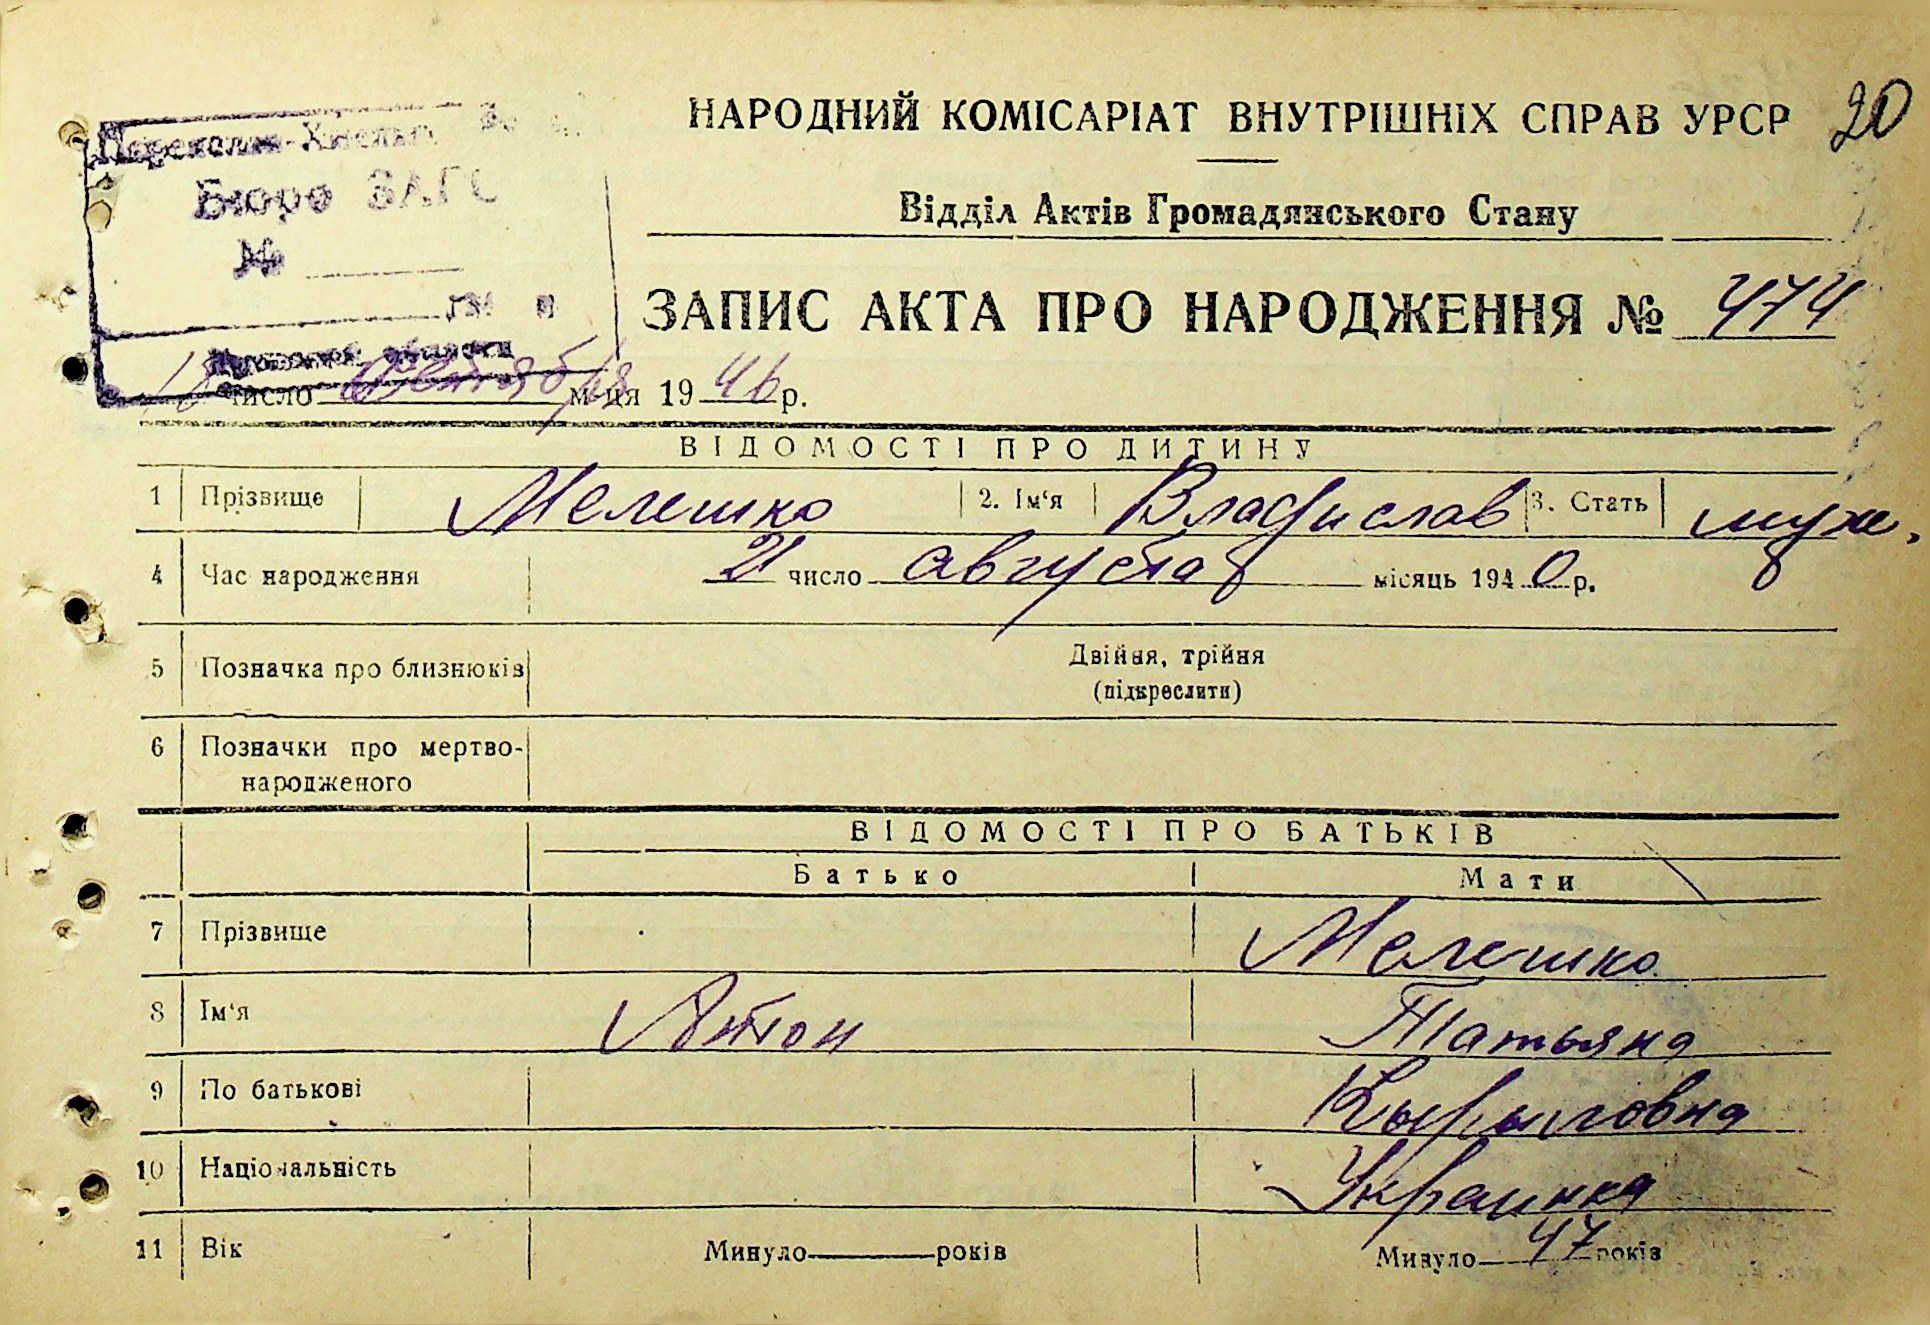 20
НАРОДНИЙ КОМІСАРІАТ ВНУТРІШНІХ СПРАВ УРСР
Бюро ЗАГС
№
Відділ Актів Громадянського Стану
ЗАПИС АКТА ПРО НАРОДЖЕННЯ № 474
18 число Сентября м-ця 1946 р.
ВІДОМОСТІ ПРО ДИТИНУ
1 Прізвище Мелешко 2. Ім‘я Владислав 3. Стать муж.
4 Час народження 21 число августа місяць 1940 р.
5 Позначка про близнюків Двійня, трійня
(підкреслити)
6 Позначки про мертво-
народженого
ВІДОМОСТІ ПРО БАТЬКІВ
Батько Мати
7 Прізвище Мелешко
8 Ім‘я Антон Татьяна
9 По батькові Кыриловна
10 Національність Украинка
11 Вік Минуло років Минуло 47 років